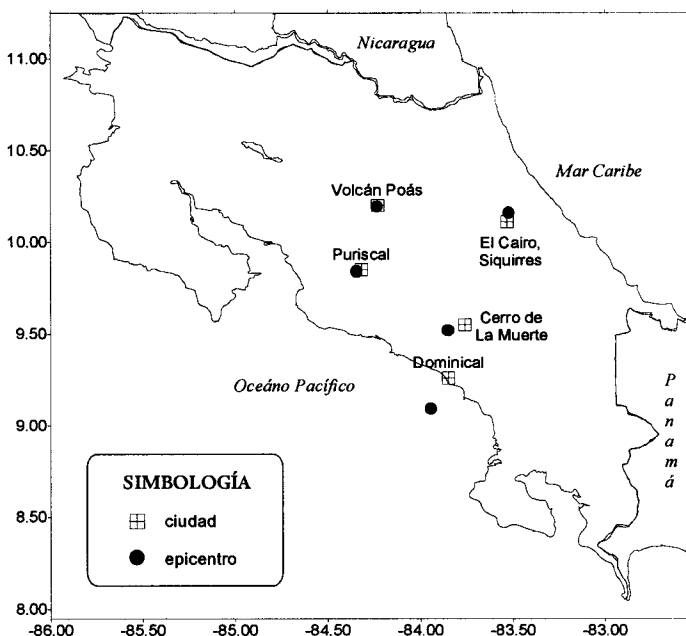 11.00
10.50
10.00
9.50
9.00
8.50
8.00
-86.00
-85.50
-85.00
-84.50
-84.00
-83.50
-83.00
Nicaragua
Mar Caribe
Volcán Poás
El Cairo,
Siquirres
Puriscal
Cerro de
La Muerte
Dominical
Oceáno Pacífico
Panamá
SIMBOLOGÍA
ciudad
epicentro